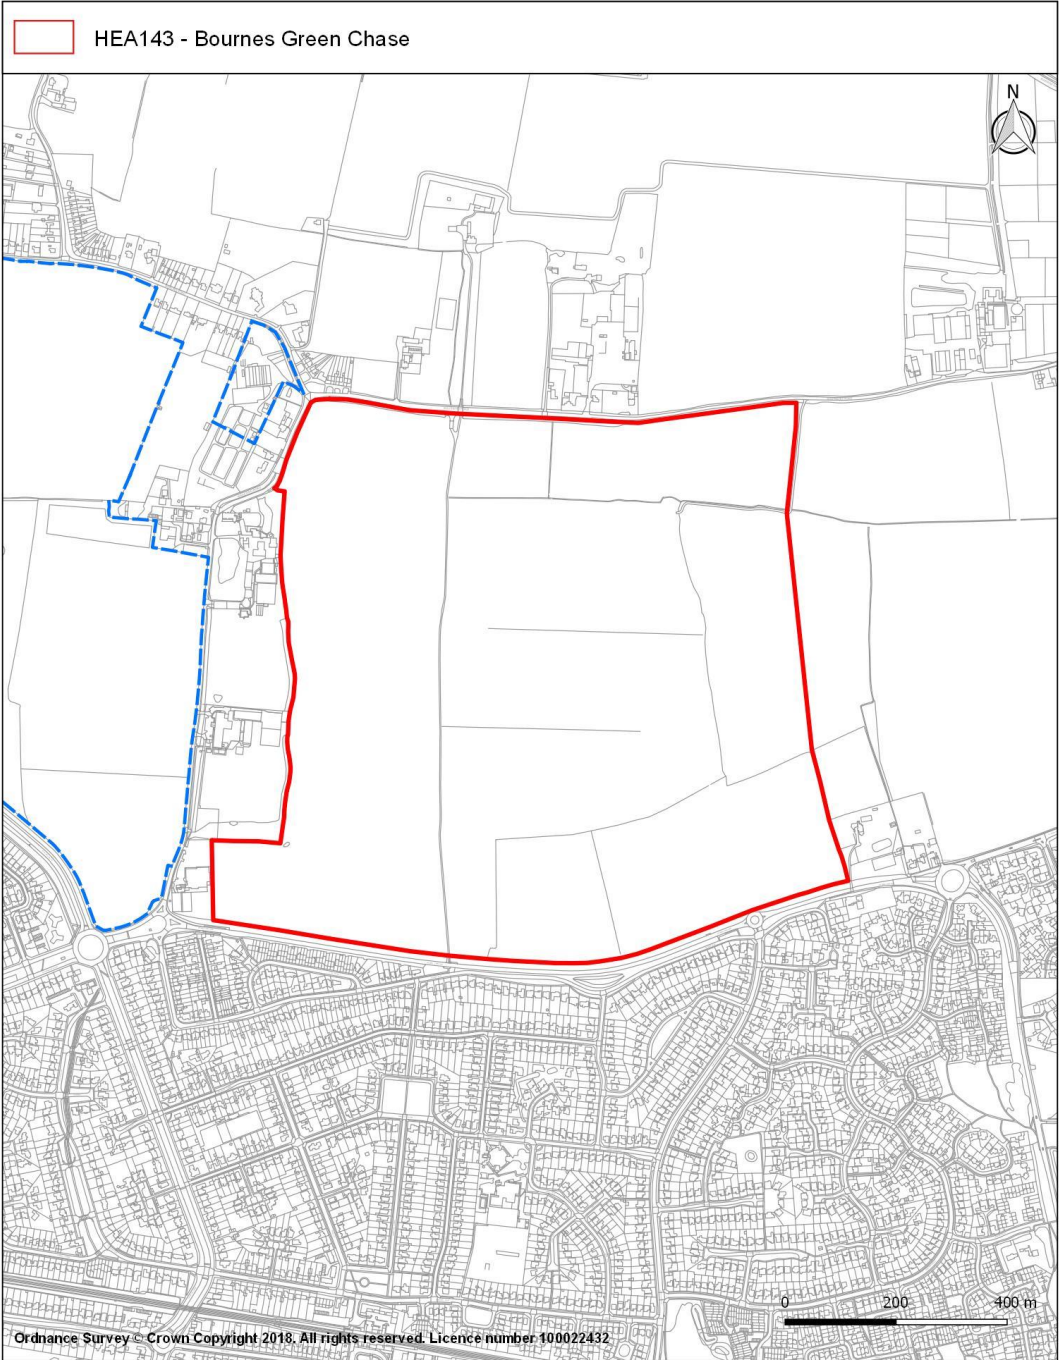 HEA143 - Bournes Green Chase
N
0 200 400 m
Ordnance Survey © Crown Copyright 2018. All rights reserved. Licence number 100022432